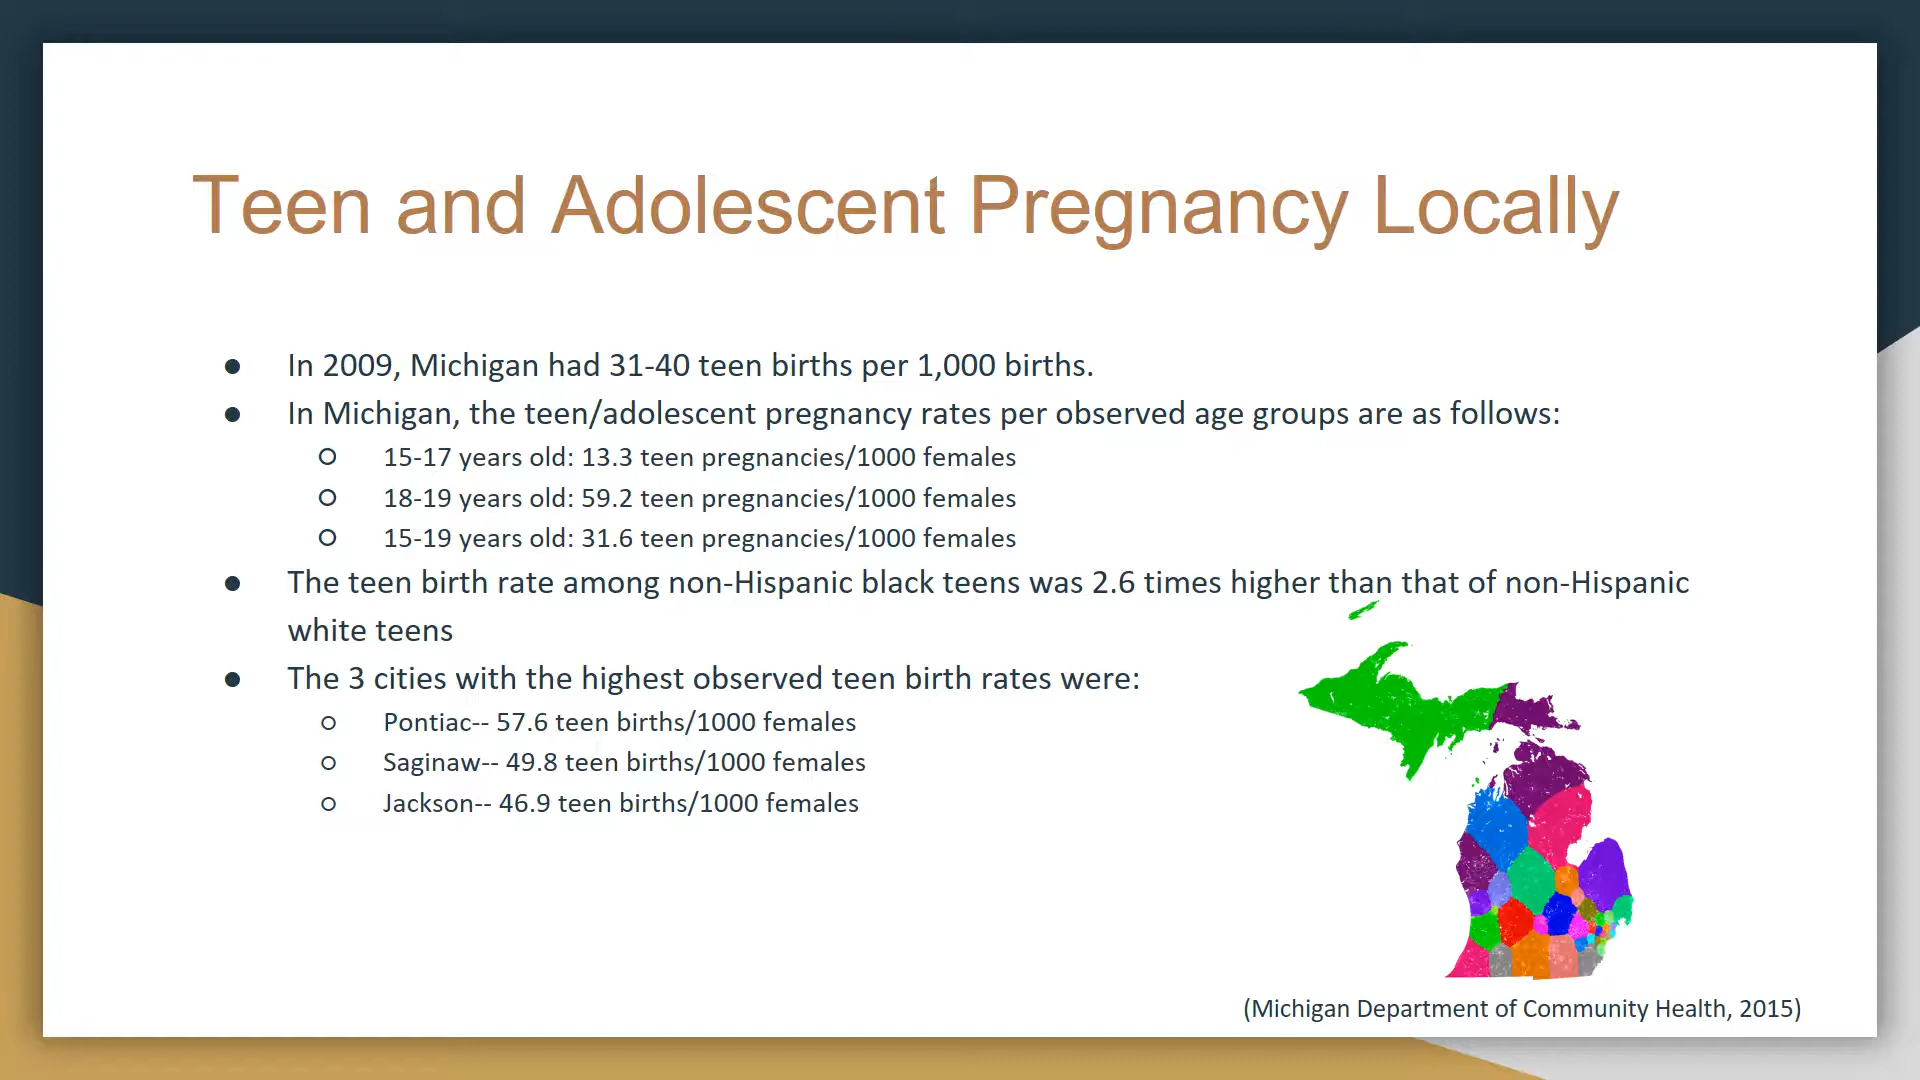 Teen and Adolescent Pregnancy Locally
● In 2009, Michigan had 31-40 teen births per 1,000 births.
● In Michigan, the teen/adolescent pregnancy rates per observed age groups are as follows:
○ 15-17 years old: 13.3 teen pregnancies/1000 females
○ 18-19 years old: 59.2 teen pregnancies/1000 females
○ 15-19 years old: 31.6 teen pregnancies/1000 females
● The teen birth rate among non-Hispanic black teens was 2.6 times higher than that of non-Hispanic
white teens
● The 3 cities with the highest observed teen birth rates were:
○ Pontiac-- 57.6 teen births/1000 females
○ Saginaw-- 49.8 teen births/1000 females
○ Jackson-- 46.9 teen births/1000 females
(Michigan Department of Community Health, 2015)